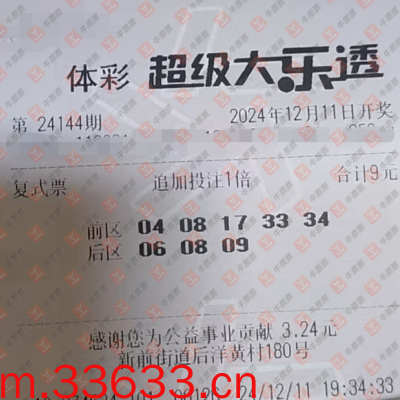 体彩 超级大乐透
第 24144期 2024年12月11日开奖
复式票 追加投注1倍 合计9元
前区 04 08 17 33 34
后区 06 08 09
感谢您为公益事业贡献 3.24元
新前街道后洋黄村180号
m.33633.cn
24/12/11 19:34:33